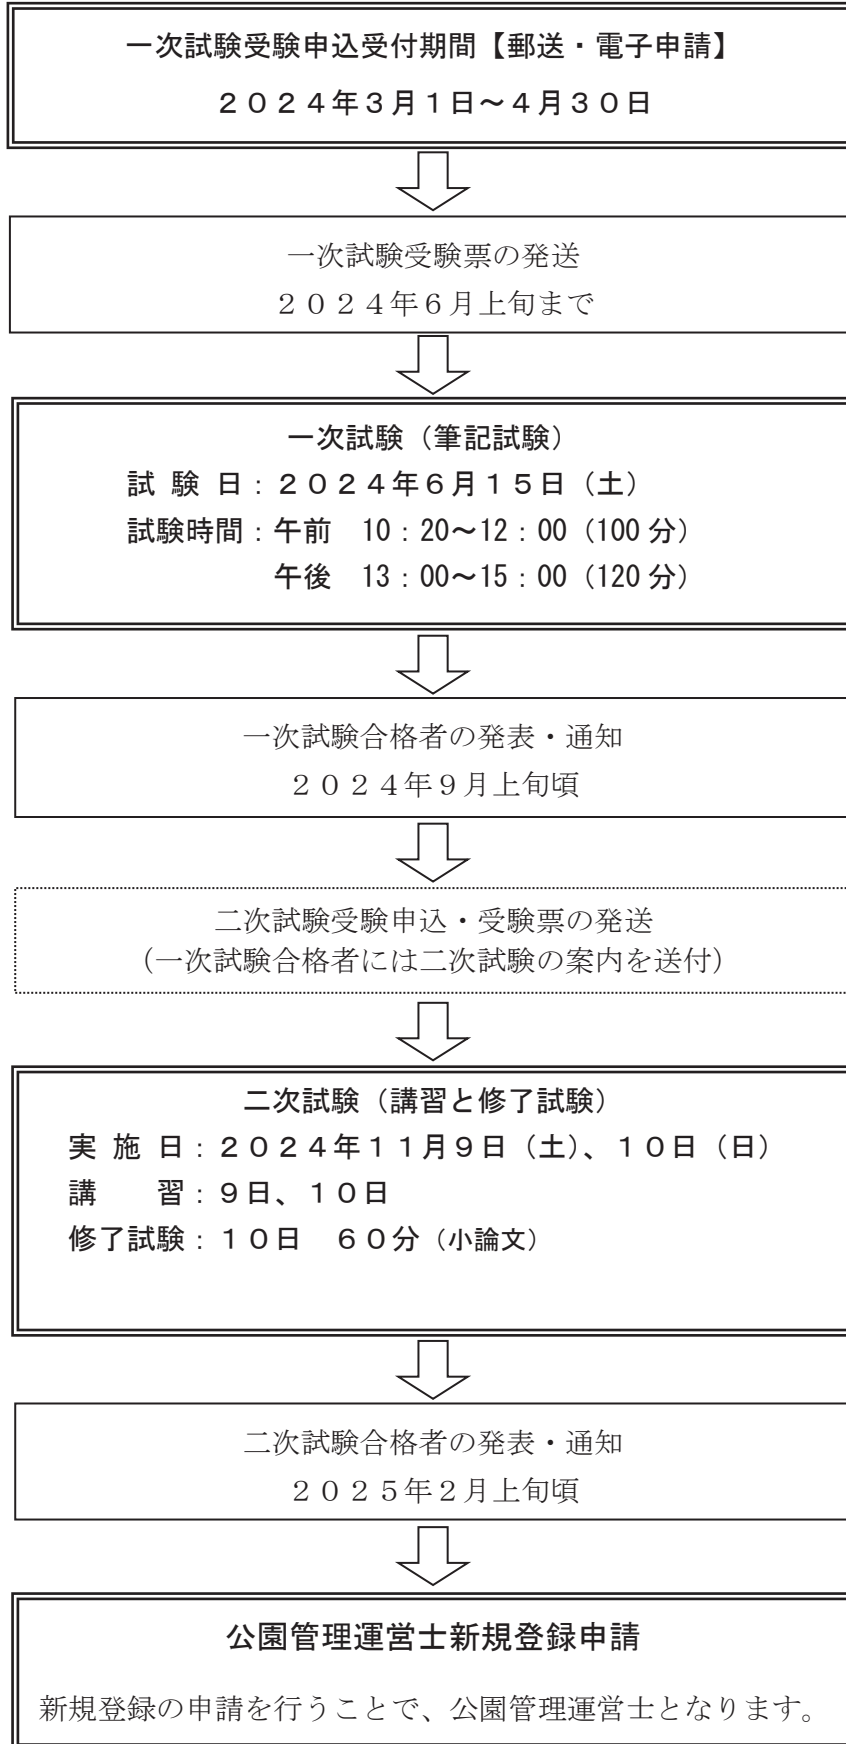 一次試験受験申込受付期間【郵送・電子申請】
２０２４年３月１日～４月３０日
一次試験受験票の発送
２０２４年６月上旬まで
一次試験（筆記試験）
試 験 日：２０２４年６月１５日（土）
試験時間：午前　10：20～12：00（100 分）
午後　13：00～15：00（120 分）
一次試験合格者の発表・通知
２０２４年９月上旬頃
二次試験受験申込・受験票の発送
（一次試験合格者には二次試験の案内を送付）
二次試験（講習と修了試験）
実 施 日：２０２４年１１月９日（土）、１０日（日）
講　　習：９日、１０日
修了試験：１０日　６０分（小論文）
二次試験合格者の発表・通知
２０２５年２月上旬頃
公園管理運営士新規登録申請
新規登録の申請を行うことで、公園管理運営士となります。